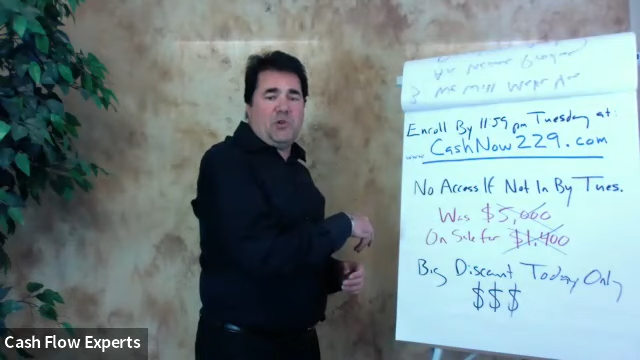 Enroll By 11 59 pm Tuesday at:
www. CashNow229.com
No Access If Not In By Tues.
Was $5,000
On Sale for $1,400
Big Discount Today Only
$$$
Cash Flow Experts